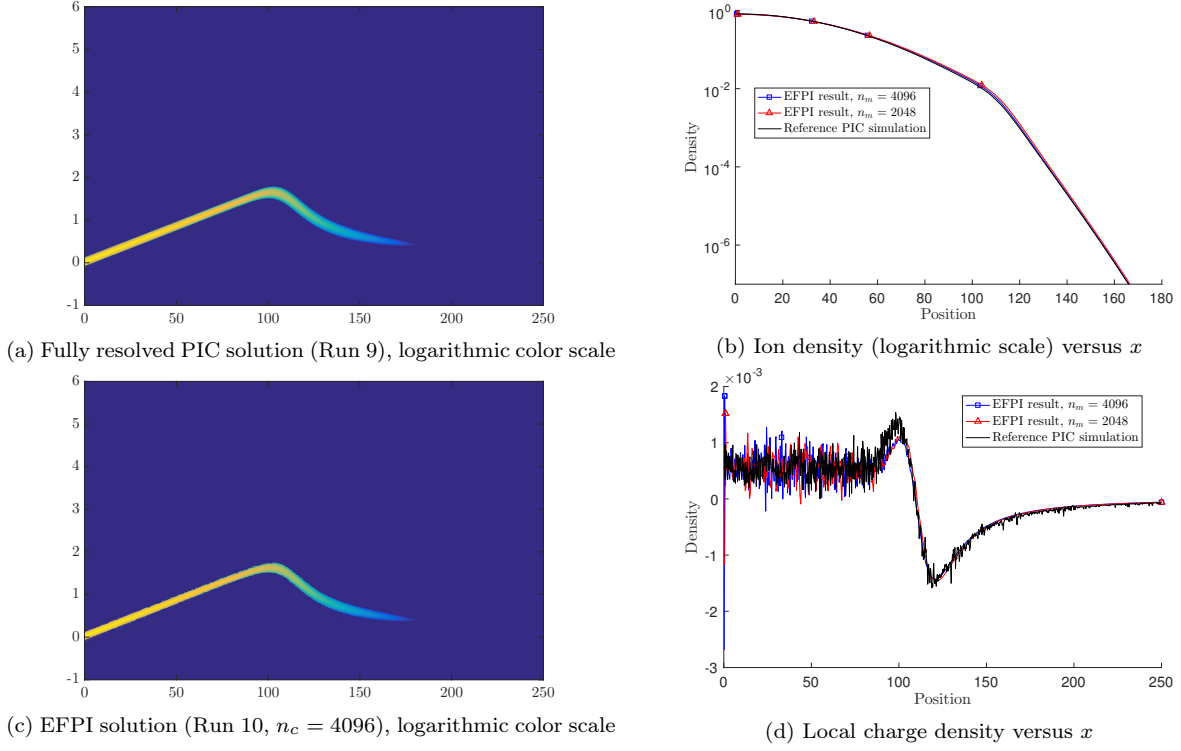 6
5
4
3
2
1
0
-1
0 50 100 150 200 250
(a) Fully resolved PIC solution (Run 9), logarithmic color scale
10^0
10^-2
10^-4
10^-6
Density
EFPI result, n_m = 4096
EFPI result, n_m = 2048
Reference PIC simulation
0 20 40 60 80 100 120 140 160 180
Position
(b) Ion density (logarithmic scale) versus x
6
5
4
3
2
1
0
-1
0 50 100 150 200 250
(c) EFPI solution (Run 10, n_c = 4096), logarithmic color scale
×10^-3
2
1
0
-1
-2
-3
Density
EFPI result, n_m = 4096
EFPI result, n_m = 2048
Reference PIC simulation
0 50 100 150 200 250
Position
(d) Local charge density versus x